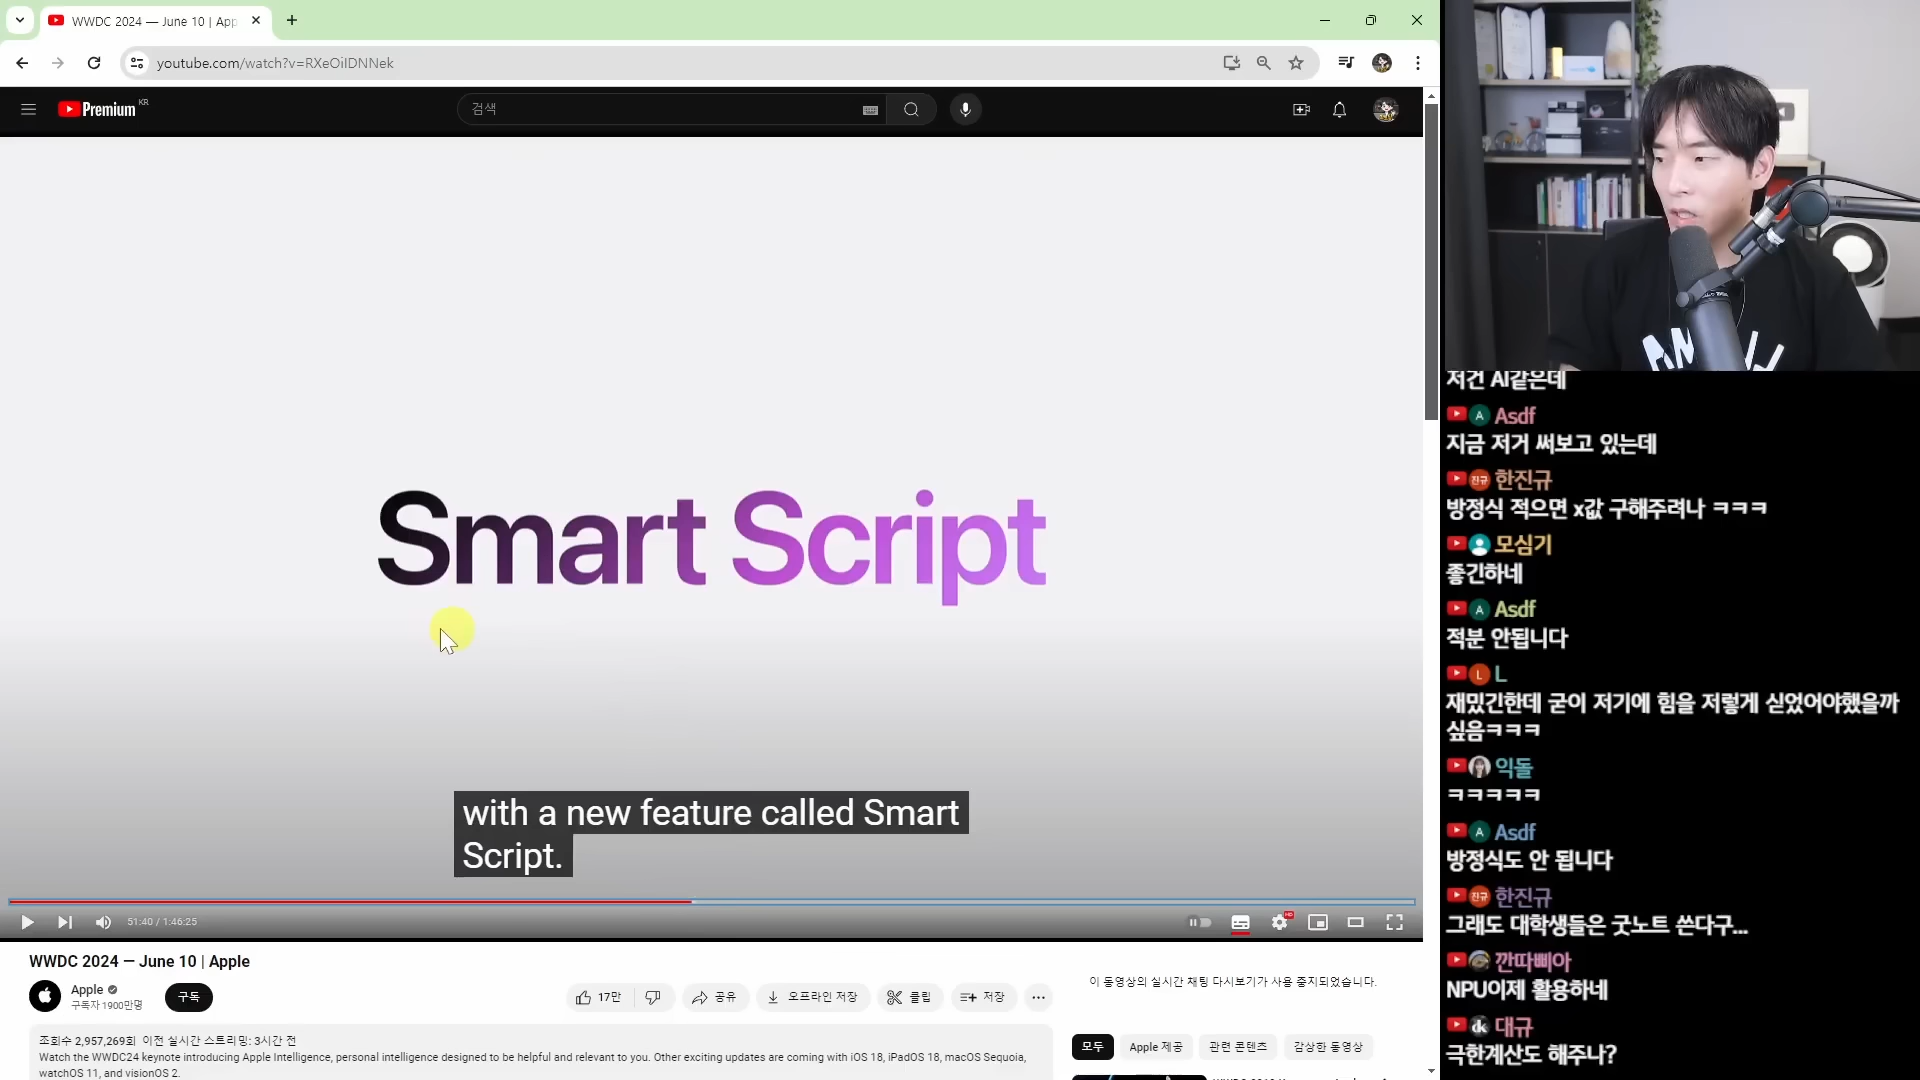 WWDC 2024 — June 10 | App
youtube.com/watch?v=RXeOiIDNNek
Premium KR
검색
Smart Script
with a new feature called Smart
Script.
51:40 / 1:46:25
HD
WWDC 2024 — June 10 | Apple
Apple
구독자 1900만명
구독
17만
공유
오프라인 저장
클립
저장
이 동영상의 실시간 채팅 다시보기가 사용 중지되었습니다.
조회수 2,957,269회 이전 실시간 스트리밍: 3시간 전
Watch the WWDC24 keynote introducing Apple Intelligence, personal intelligence designed to be helpful and relevant to you. Other exciting updates are coming with iOS 18, iPadOS 18, macOS Sequoia,
watchOS 11, and visionOS 2.
모두
Apple 제공
관련 콘텐츠
감상한 동영상
저건 AI같은데
A Asdf
지금 저거 써보고 있는데
진규 한진규
방정식 적으면 x값 구해주려나 ㅋㅋㅋ
모심기
좋긴하네
A Asdf
적분 안됩니다
L L
재밌긴한데 굳이 저기에 힘을 저렇게 싣었어야했을까
싶음ㅋㅋㅋ
익돌
ㅋㅋㅋㅋㅋ
A Asdf
방정식도 안 됩니다
진규 한진규
그래도 대학생들은 굿노트 쓴다구...
깐따삐아
NPU이제 활용하네
dk 대규
극한계산도 해주나?